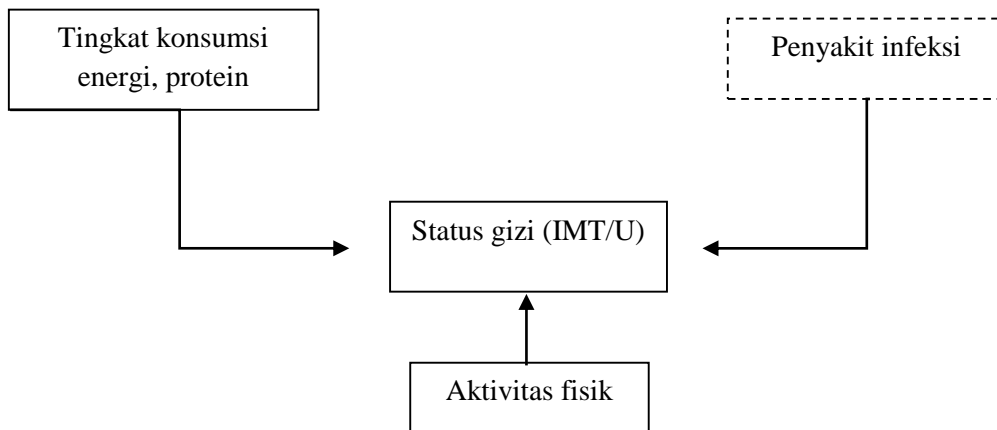 Tingkat konsumsi
energi, protein
Penyakit infeksi
Status gizi (IMT/U)
Aktivitas fisik